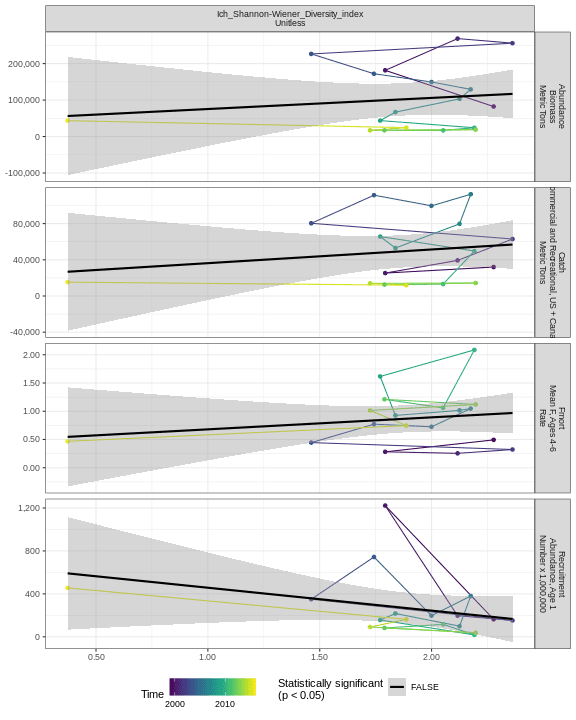 Ich_Shannon-Wiener_Diversity_index
Unitless
200,000
100,000
0
-100,000
Abundance
Biomass
Metric Tons
80,000
40,000
0
-40,000
Catch
ommercial and Recreational, US + Cana
Metric Tons
2.00
1.50
1.00
0.50
0.00
Fmort
Mean F, Ages 4-6
Rate
1,200
800
400
0
Recruitment
Abundance, Age 1
Number x 1,000,000
0.50 1.00 1.50 2.00
Time
2000 2010
Statistically significant
(p < 0.05)
FALSE